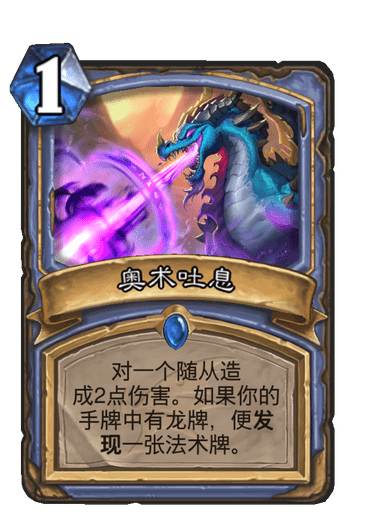 1
奥术吐息
对一个随从造
成2点伤害。如果你的
手牌中有龙牌，便发
现一张法术牌。